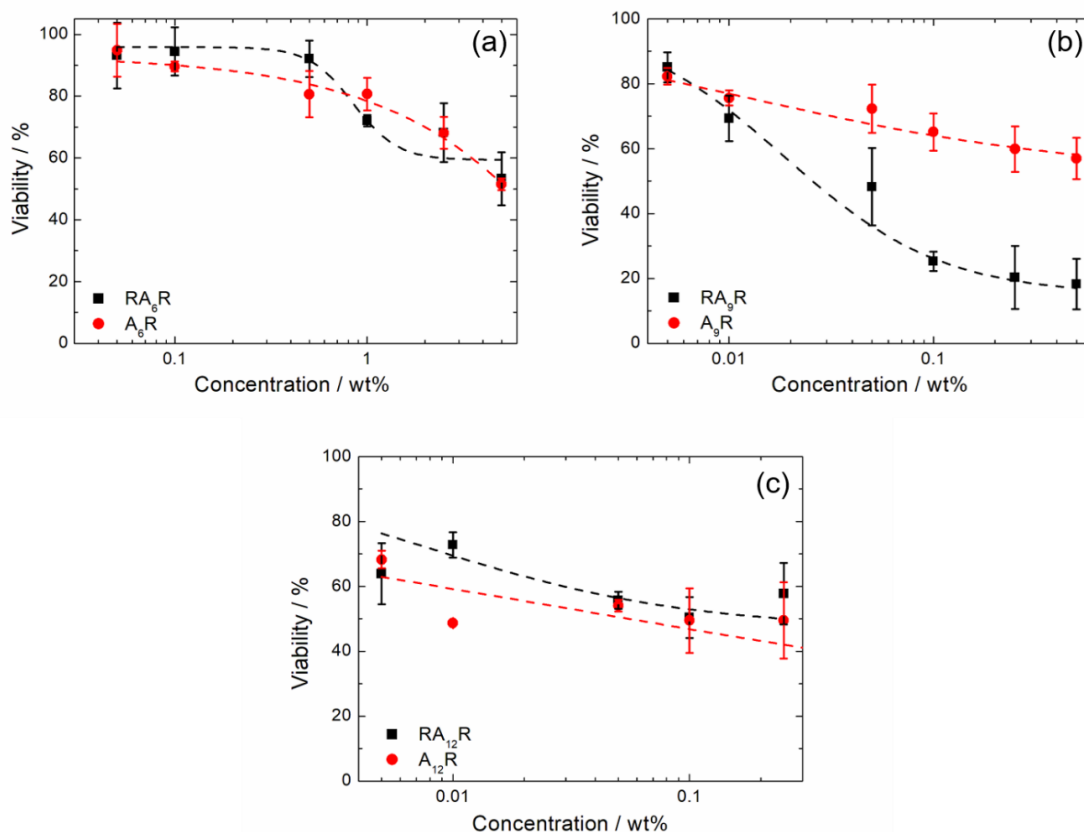 (a)
Viability / %
100
80
60
40
20
0
RA₆R
A₆R
0.1
1
Concentration / wt%
(b)
Viability / %
100
80
60
40
20
0
RA₉R
A₉R
0.01
0.1
Concentration / wt%
(c)
Viability / %
100
80
60
40
20
0
RA₁₂R
A₁₂R
0.01
0.1
Concentration / wt%